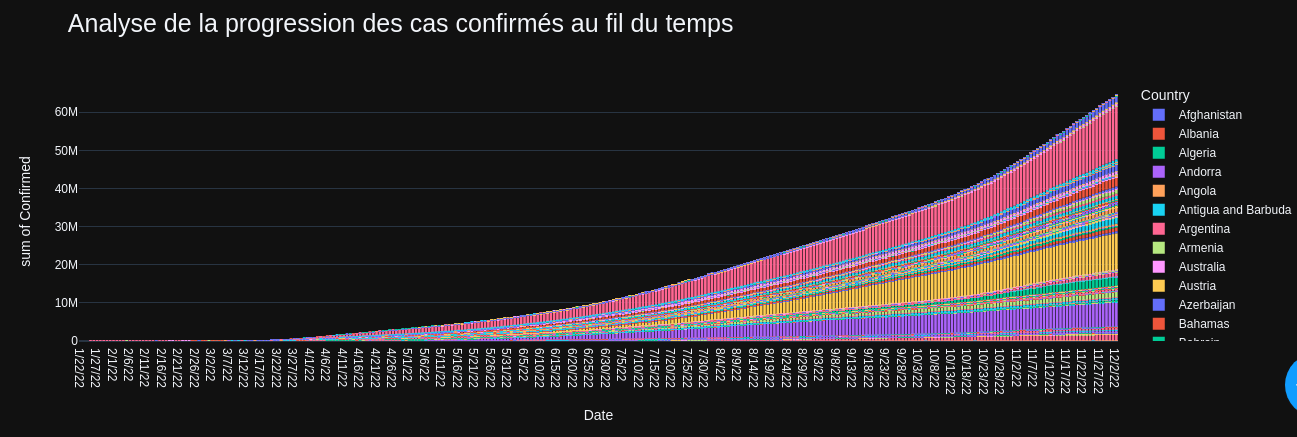 Analyse de la progression des cas confirmés au fil du temps
sum of Confirmed
60M
50M
40M
30M
20M
10M
0
1/22/22
1/27/22
2/1/22
2/6/22
2/11/22
2/16/22
2/21/22
2/26/22
3/2/22
3/7/22
3/12/22
3/17/22
3/22/22
3/27/22
4/1/22
4/11/22
4/16/22
4/21/22
4/26/22
5/1/22
5/6/22
5/11/22
5/16/22
5/21/22
5/26/22
5/31/22
6/5/22
6/10/22
6/15/22
6/20/22
6/25/22
6/30/22
7/5/22
7/10/22
7/15/22
7/20/22
7/25/22
7/30/22
8/4/22
8/9/22
8/14/22
8/19/22
8/24/22
8/29/22
9/3/22
9/8/22
9/13/22
9/18/22
9/23/22
9/28/22
10/3/22
10/8/22
10/13/22
10/18/22
10/23/22
10/28/22
11/2/22
11/7/22
11/12/22
11/17/22
11/22/22
11/27/22
12/2/22
Date
Country
Afghanistan
Albania
Algeria
Andorra
Angola
Antigua and Barbuda
Argentina
Armenia
Australia
Austria
Azerbaijan
Bahamas